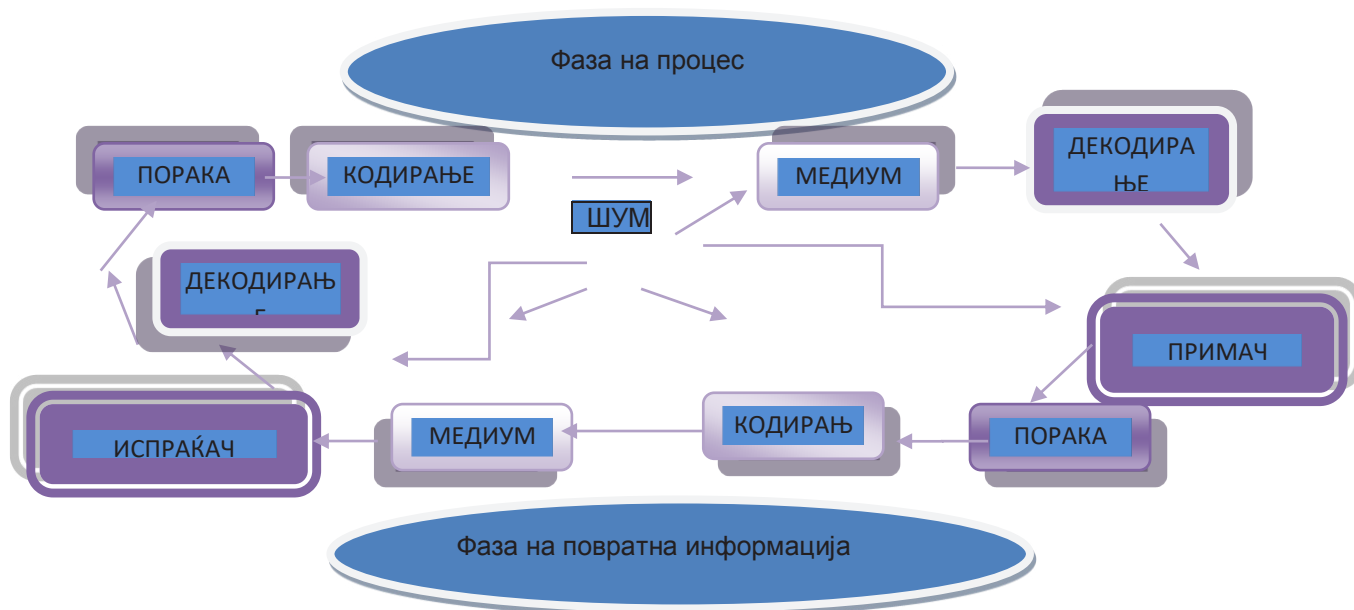 Фаза на процес
ПОРАКА
КОДИРАЊЕ
МЕДИУМ
ДЕКОДИРА
ЊЕ
ШУМ
ДЕКОДИРАЊ
ПРИМАЧ
ИСПРАЌАЧ
МЕДИУМ
КОДИРАЊ
ПОРАКА
Фаза на повратна информација